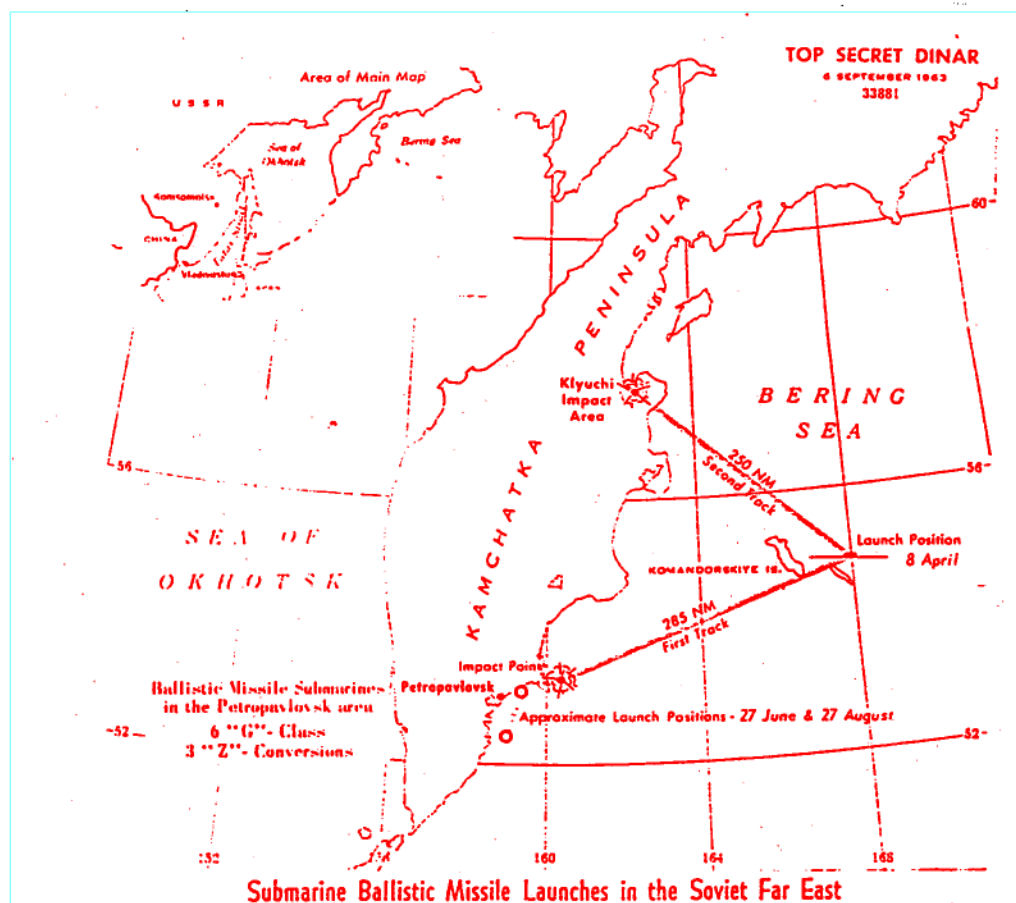 TOP SECRET DINAR
6 SEPTEMBER 1963
33881
Area of Main Map
USSR
Sea of
Okhotsk
Bering Sea
CHINA
60
PENINSULA
Klyuchi
Impact
Area
BERING
SEA
250 NM
Second Track
56
56
SEA OF
OKHOTSK
KAMCHATKA
Launch Position
8 April
KOMANDORSKIYE IS.
285 NM
First Track
Impact Point
Petropavlovsk
Ballistic Missile Submarines
in the Petropavlovsk area
6 "G"- Class
3 "Z"- Conversions
Approximate Launch Positions - 27 June & 27 August
52
52
160
164
168
Submarine Ballistic Missile Launches in the Soviet Far East